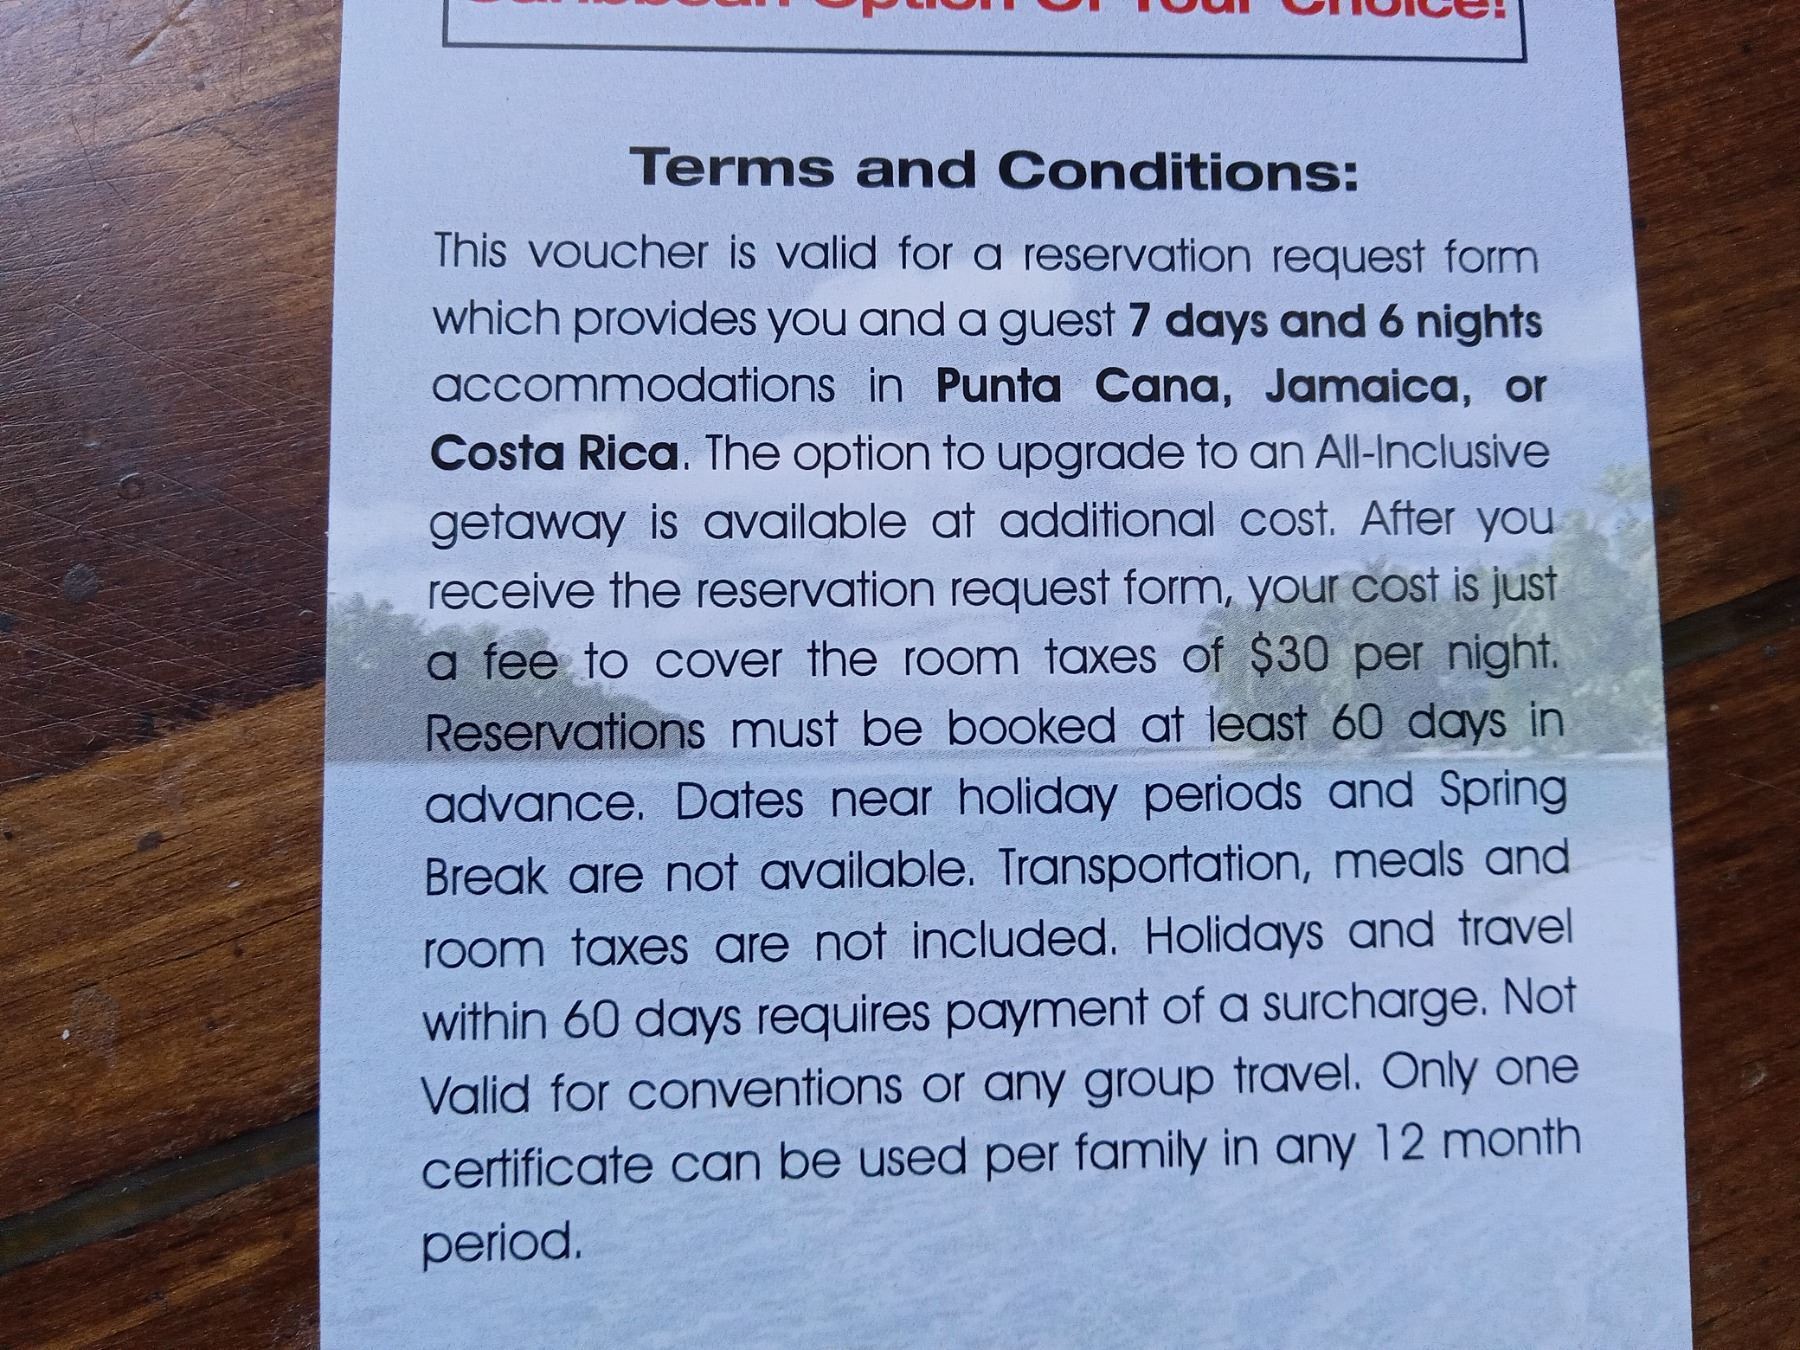 Caribbean Option Of Your Choice!
Terms and Conditions:
This voucher is valid for a reservation request form
which provides you and a guest 7 days and 6 nights
accommodations in Punta Cana, Jamaica, or
Costa Rica. The option to upgrade to an All-Inclusive
getaway is available at additional cost. After you
receive the reservation request form, your cost is just
a fee to cover the room taxes of $30 per night.
Reservations must be booked at least 60 days in
advance. Dates near holiday periods and Spring
Break are not available. Transportation, meals and
room taxes are not included. Holidays and travel
within 60 days requires payment of a surcharge. Not
Valid for conventions or any group travel. Only one
certificate can be used per family in any 12 month
period.